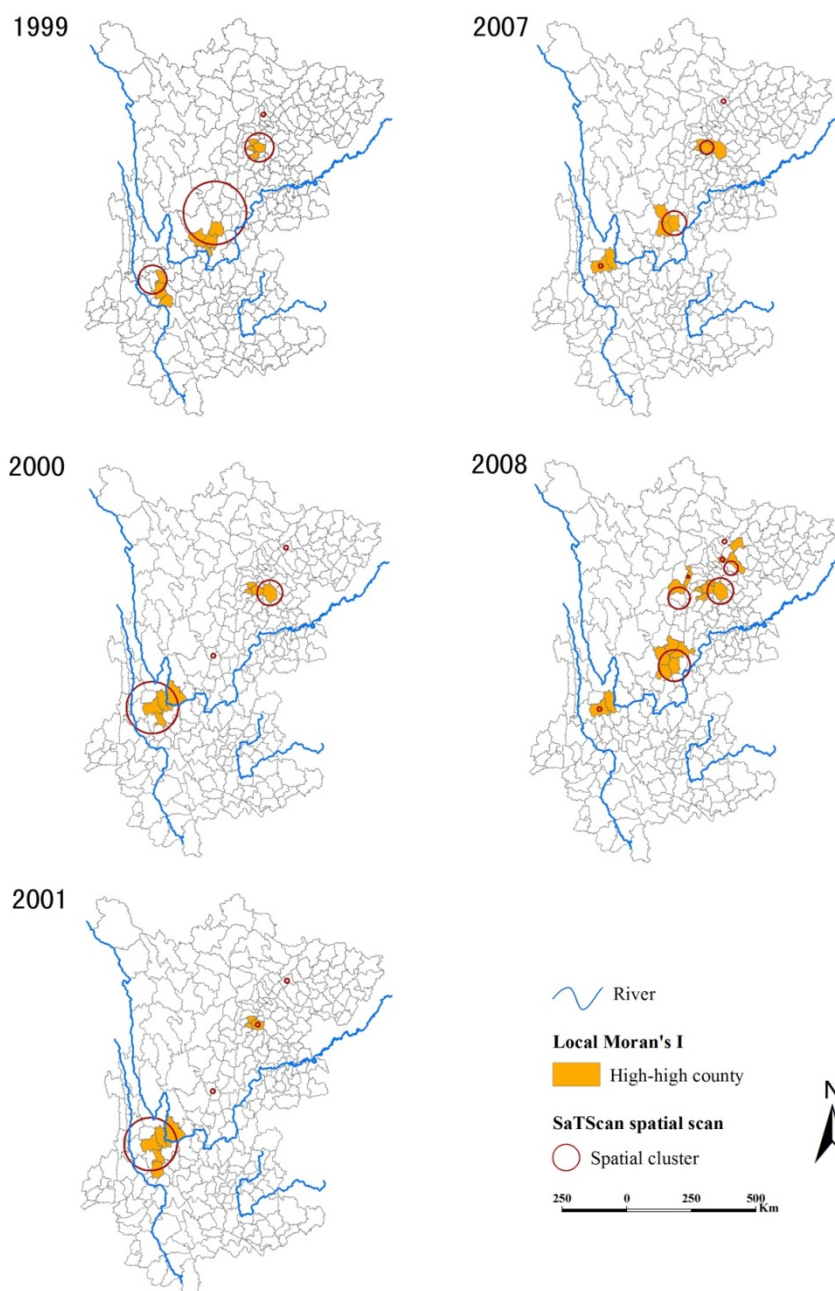 1999
2007
2000
2008
2001
River
Local Moran's I
High-high county
SaTScan spatial scan
Spatial cluster
N
250 0 250 500
Km